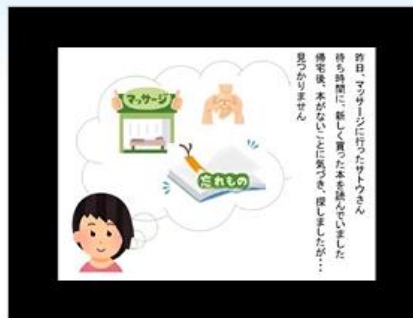 昨日、マッサージに行ったサトウさん
待ち時間に、新しく買った本を読んでいました
帰宅後、本がないことに気づき、探しましたが・・・
見つかりません
マッサージ
忘れもの